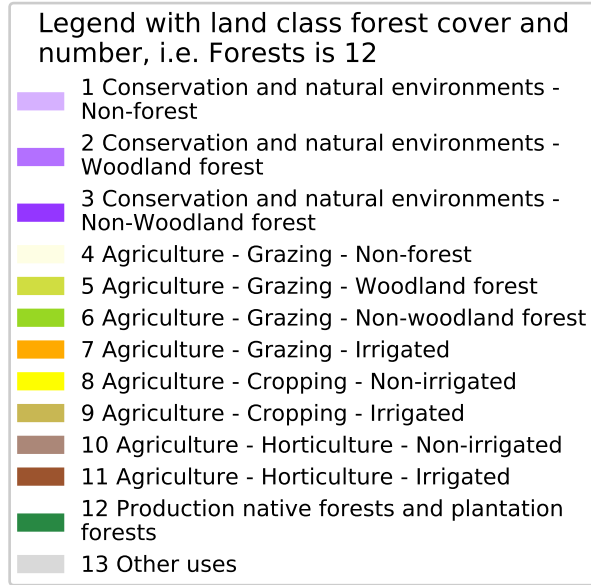 Legend with land class forest cover and
number, i.e. Forests is 12
1 Conservation and natural environments -
Non-forest
2 Conservation and natural environments -
Woodland forest
3 Conservation and natural environments -
Non-Woodland forest
4 Agriculture - Grazing - Non-forest
5 Agriculture - Grazing - Woodland forest
6 Agriculture - Grazing - Non-woodland forest
7 Agriculture - Grazing - Irrigated
8 Agriculture - Cropping - Non-irrigated
9 Agriculture - Cropping - Irrigated
10 Agriculture - Horticulture - Non-irrigated
11 Agriculture - Horticulture - Irrigated
12 Production native forests and plantation
forests
13 Other uses